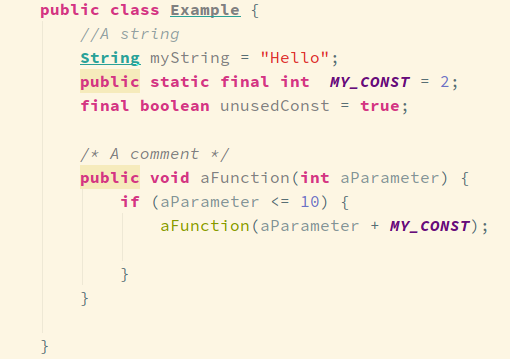 public class Example {
//A string
String myString = "Hello";
public static final int  MY_CONST = 2;
final boolean unusedConst = true;
/* A comment */
public void aFunction(int aParameter) {
if (aParameter <= 10) {
aFunction(aParameter + MY_CONST);
}
}
}